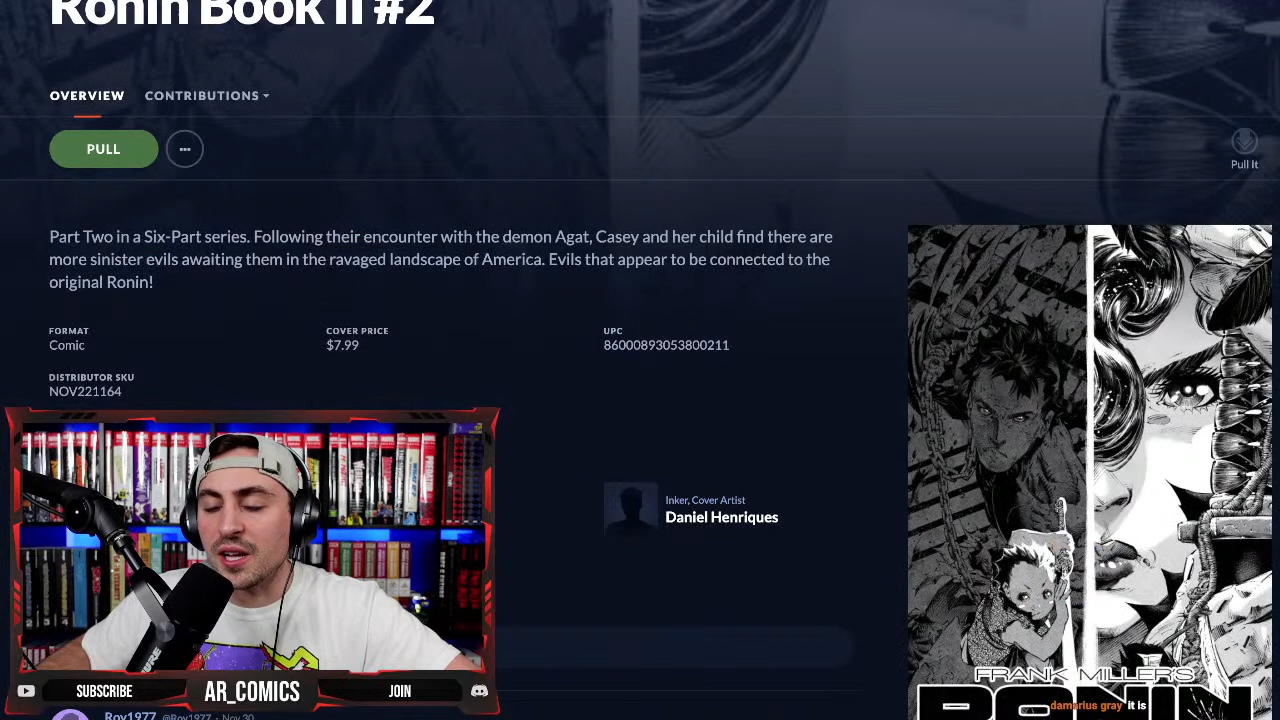 Ronin Book II #2
OVERVIEW CONTRIBUTIONS
PULL
Pull It
Part Two in a Six-Part series. Following their encounter with the demon Agat, Casey and her child find there are
more sinister evils awaiting them in the ravaged landscape of America. Evils that appear to be connected to the
original Ronin!
FORMAT COVER PRICE UPC
Comic $7.99 86000893053800211
DISTRIBUTOR SKU
NOV221164
Inker, Cover Artist
Daniel Henriques
FRANK MILLER'S
RONIN
damarius gray it is
SUBSCRIBE AR_COMICS JOIN
Roy1977 @Roy1977 · Nov 30